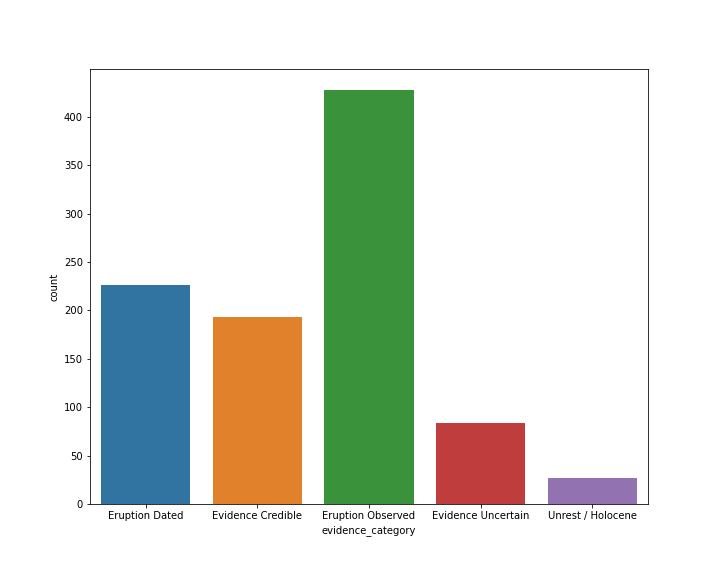 400
350
300
250
200
150
100
50
0
count
Eruption Dated
Evidence Credible
Eruption Observed
Evidence Uncertain
Unrest / Holocene
evidence_category